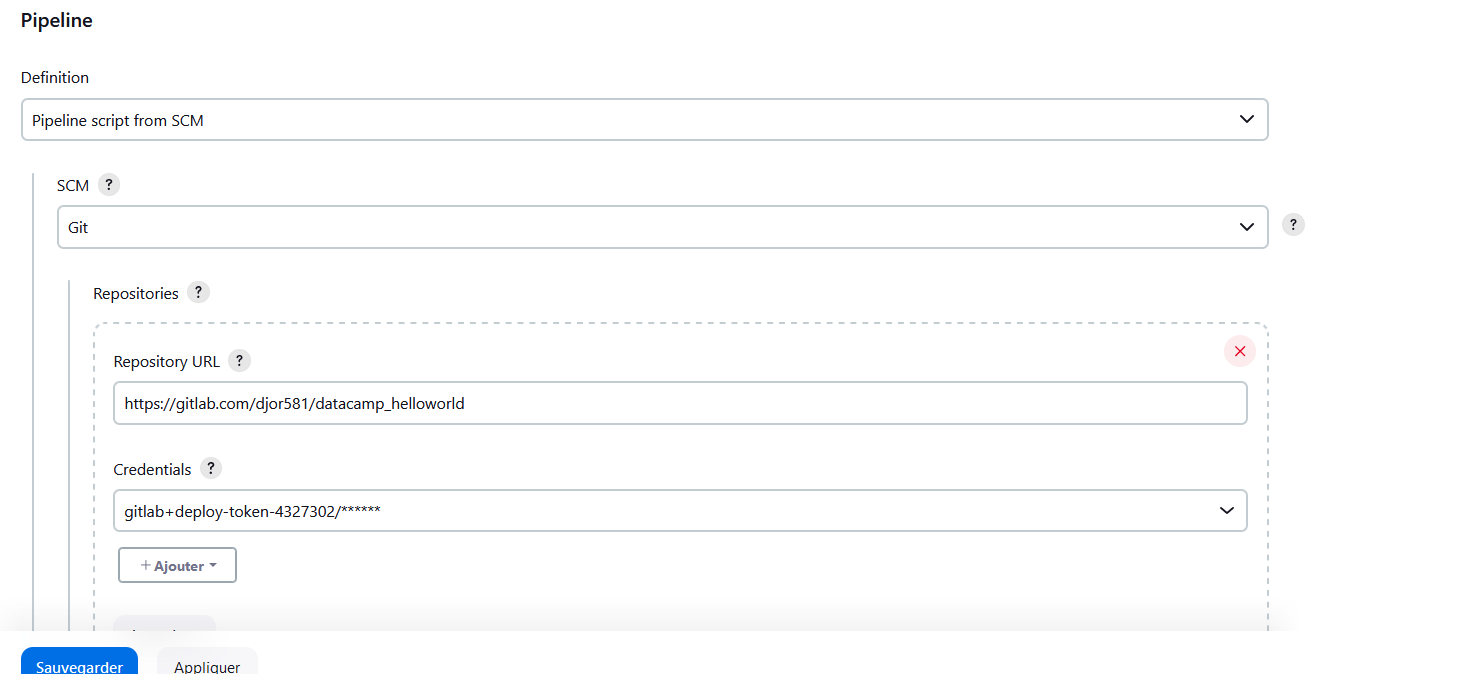 Pipeline
Definition
Pipeline script from SCM
SCM ?
Git
?
Repositories ?
Repository URL ?
https://gitlab.com/djor581/datacamp_helloworld
Credentials ?
gitlab+deploy-token-4327302/******
+ Ajouter
Sauvegarder Appliquer